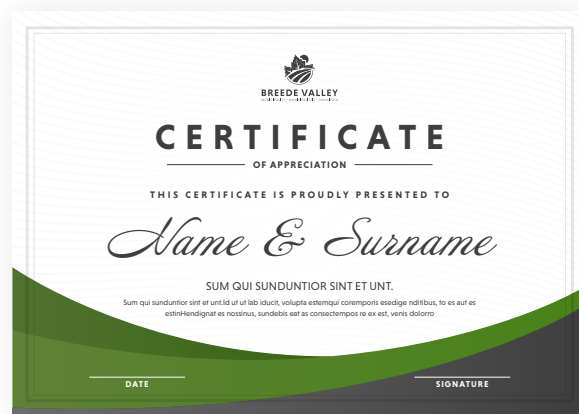 BREEDE VALLEY
CERTIFICATE
OF APPRECIATION
THIS CERTIFICATE IS PROUDLY PRESENTED TO
Name & Surname
SUM QUI SUNDUNTIOR SINT ET UNT.
Sum qui sunduntior sint et unt.Id ut ut lab iducit, volupta estemqui coremporis esedige nditibus, to es aut es
estinHendignat es nossinus, sundebis eat as consectempos re ex est, venis dolorro
DATE
SIGNATURE